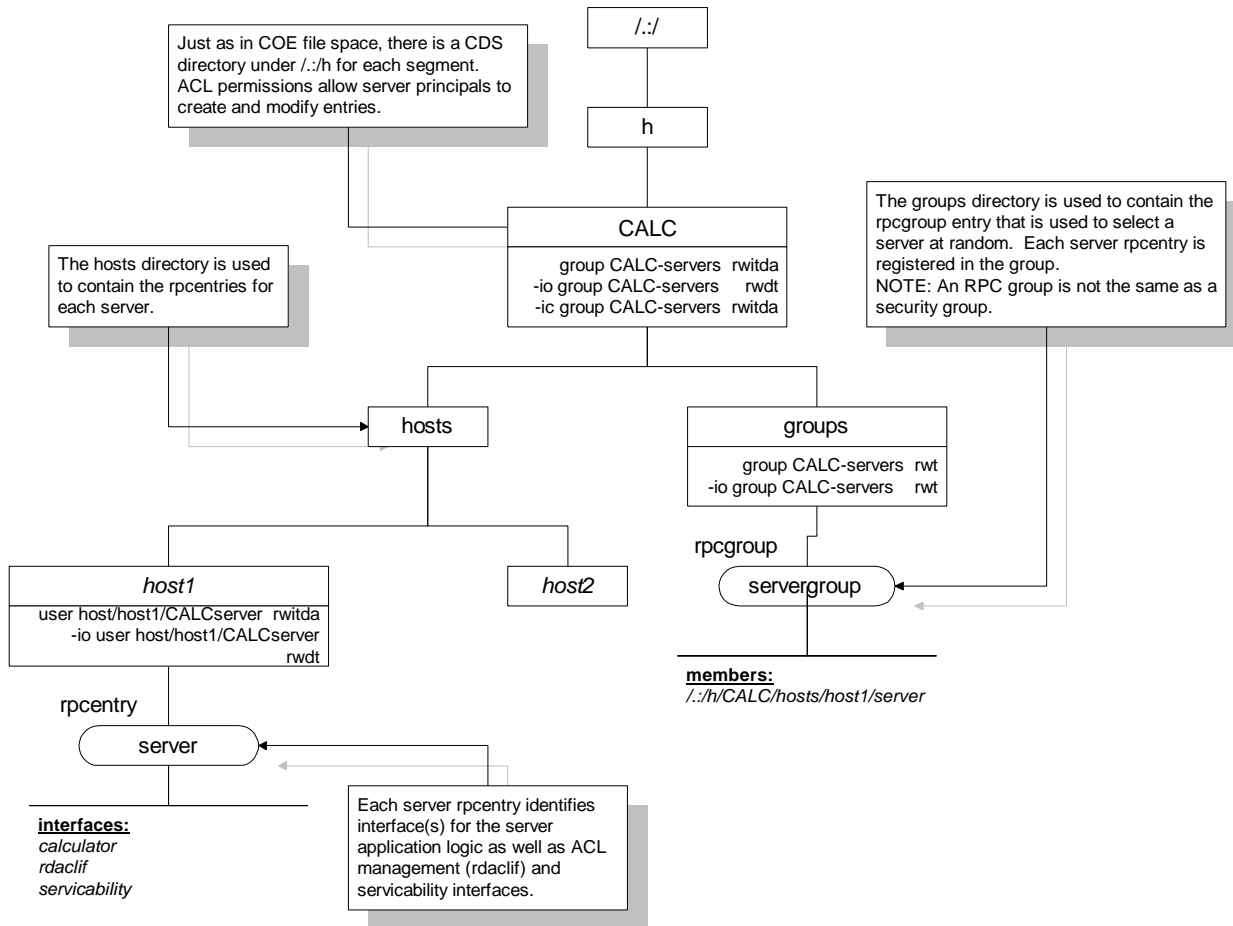 /.:/
Just as in COE file space, there is a CDS
directory under /.:/h for each segment.
ACL permissions allow server principals to
create and modify entries.
h
The groups directory is used to contain the
rpcgroup entry that is used to select a
server at random.  Each server rpcentry is
registered in the group.
NOTE: An RPC group is not the same as a
security group.
CALC
group CALC-servers  rwitda
-io group CALC-servers  rwdt
-ic group CALC-servers  rwitda
The hosts directory is used
to contain the rpcentries for
each server.
hosts
groups
group CALC-servers  rwt
-io group CALC-servers  rwt
rpcgroup
servergroup
members:
/.:/h/CALC/hosts/host1/server
host1
user host/host1/CALCserver  rwitda
-io user host/host1/CALCserver
rwdt
host2
rpcentry
server
interfaces:
calculator
rdaclif
servicability
Each server rpcentry identifies
interface(s) for the server
application logic as well as ACL
management (rdaclif) and
servicability interfaces.